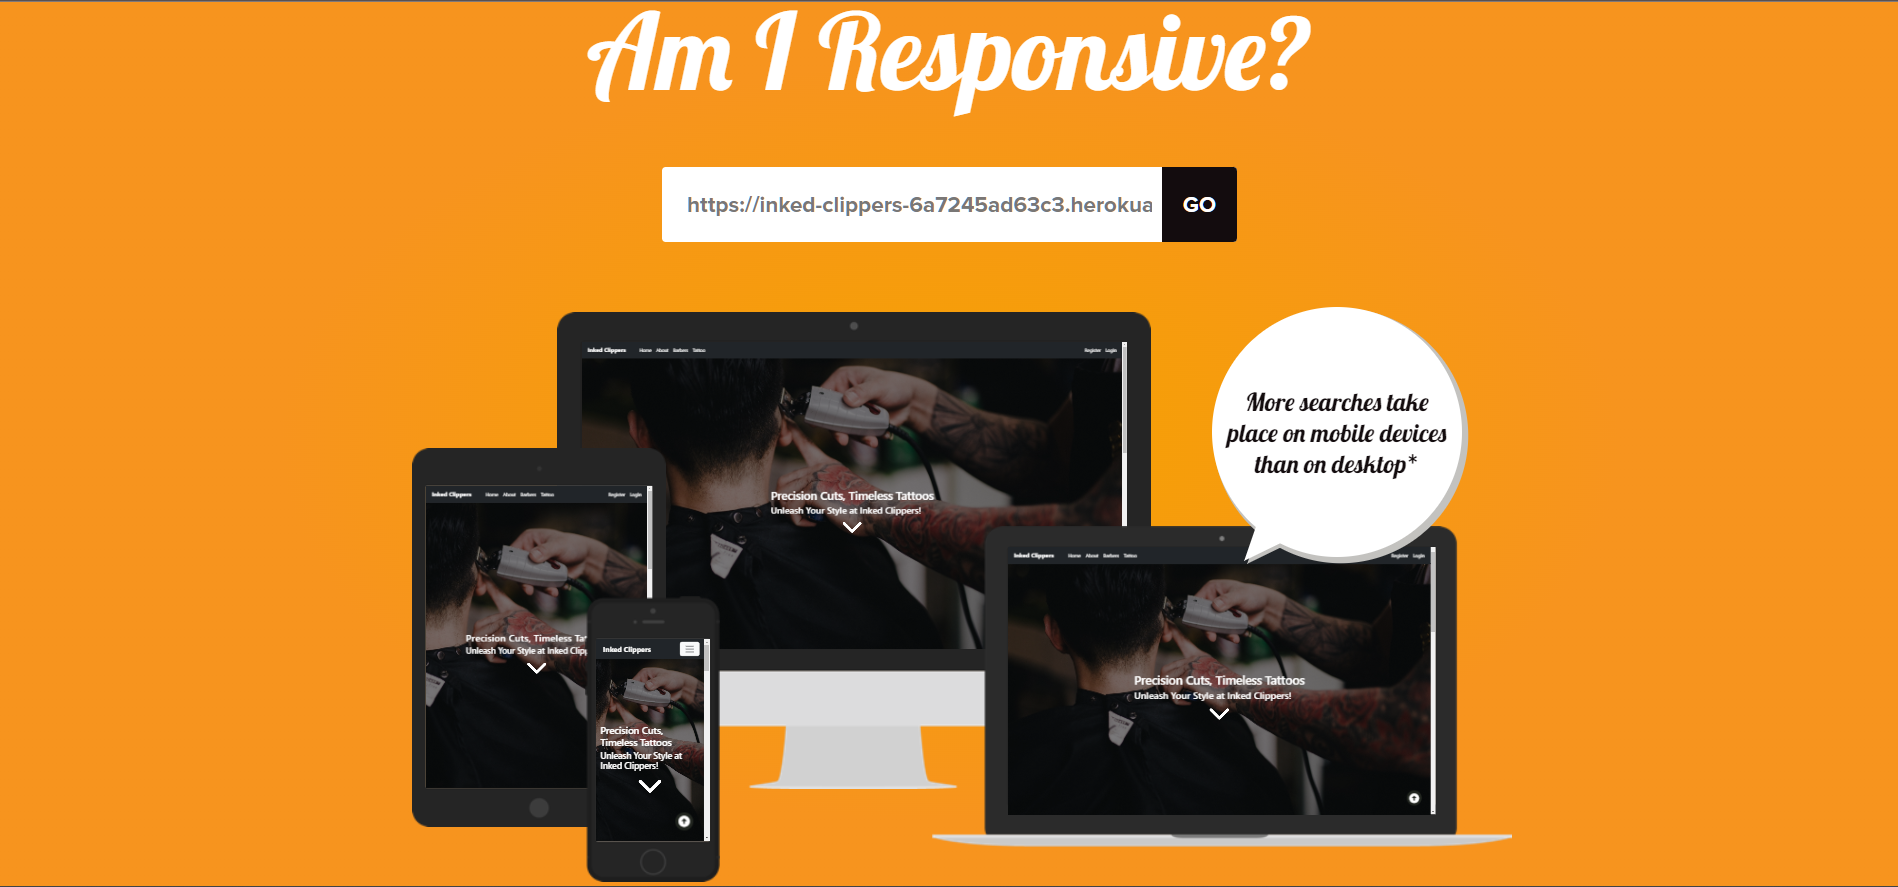 Am I Responsive?
https://inked-clippers-6a7245ad63c3.herokua
GO
Inked Clippers Home About Barbers Tattoo Register Login
Precision Cuts, Timeless Tattoos
Unleash Your Style at Inked Clippers!
More searches take
place on mobile devices
than on desktop*
Inked Clippers Home About Barbers Tattoo Register Login
Precision Cuts, Timeless Tat
Unleash Your Style at Inked Clipp
Inked Clippers
Precision Cuts,
Timeless Tattoos
Unleash Your Style at
Inked Clippers!
Inked Clippers Home About Barbers Tattoo Register Login
Precision Cuts, Timeless Tattoos
Unleash Your Style at Inked Clippers!